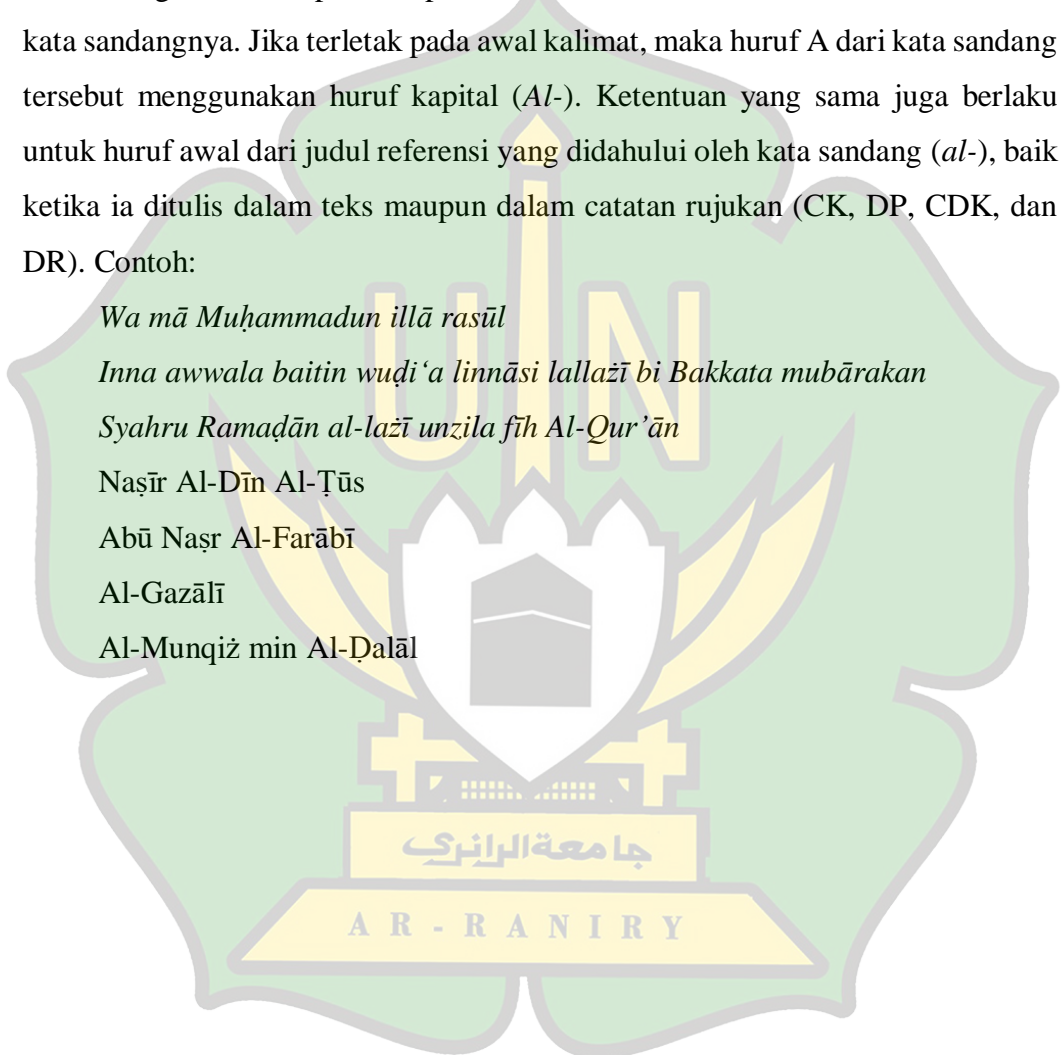 kata sandangnya. Jika terletak pada awal kalimat, maka huruf A dari kata sandang
tersebut menggunakan huruf kapital (Al-). Ketentuan yang sama juga berlaku
untuk huruf awal dari judul referensi yang didahului oleh kata sandang (al-), baik
ketika ia ditulis dalam teks maupun dalam catatan rujukan (CK, DP, CDK, dan
DR). Contoh:
Wa mā Muḥammadun illā rasūl
Inna awwala baitin wuḍi‘a linnāsi lallażī bi Bakkata mubārakan
Syahru Ramaḍān al-lażī unzila fīh Al-Qur’ān
Naṣīr Al-Dīn Al-Ṭūs
Abū Naṣr Al-Farābī
Al-Gazālī
Al-Munqiż min Al-Ḍalāl
UIN
جامعة الرانري
AR-RANIRY